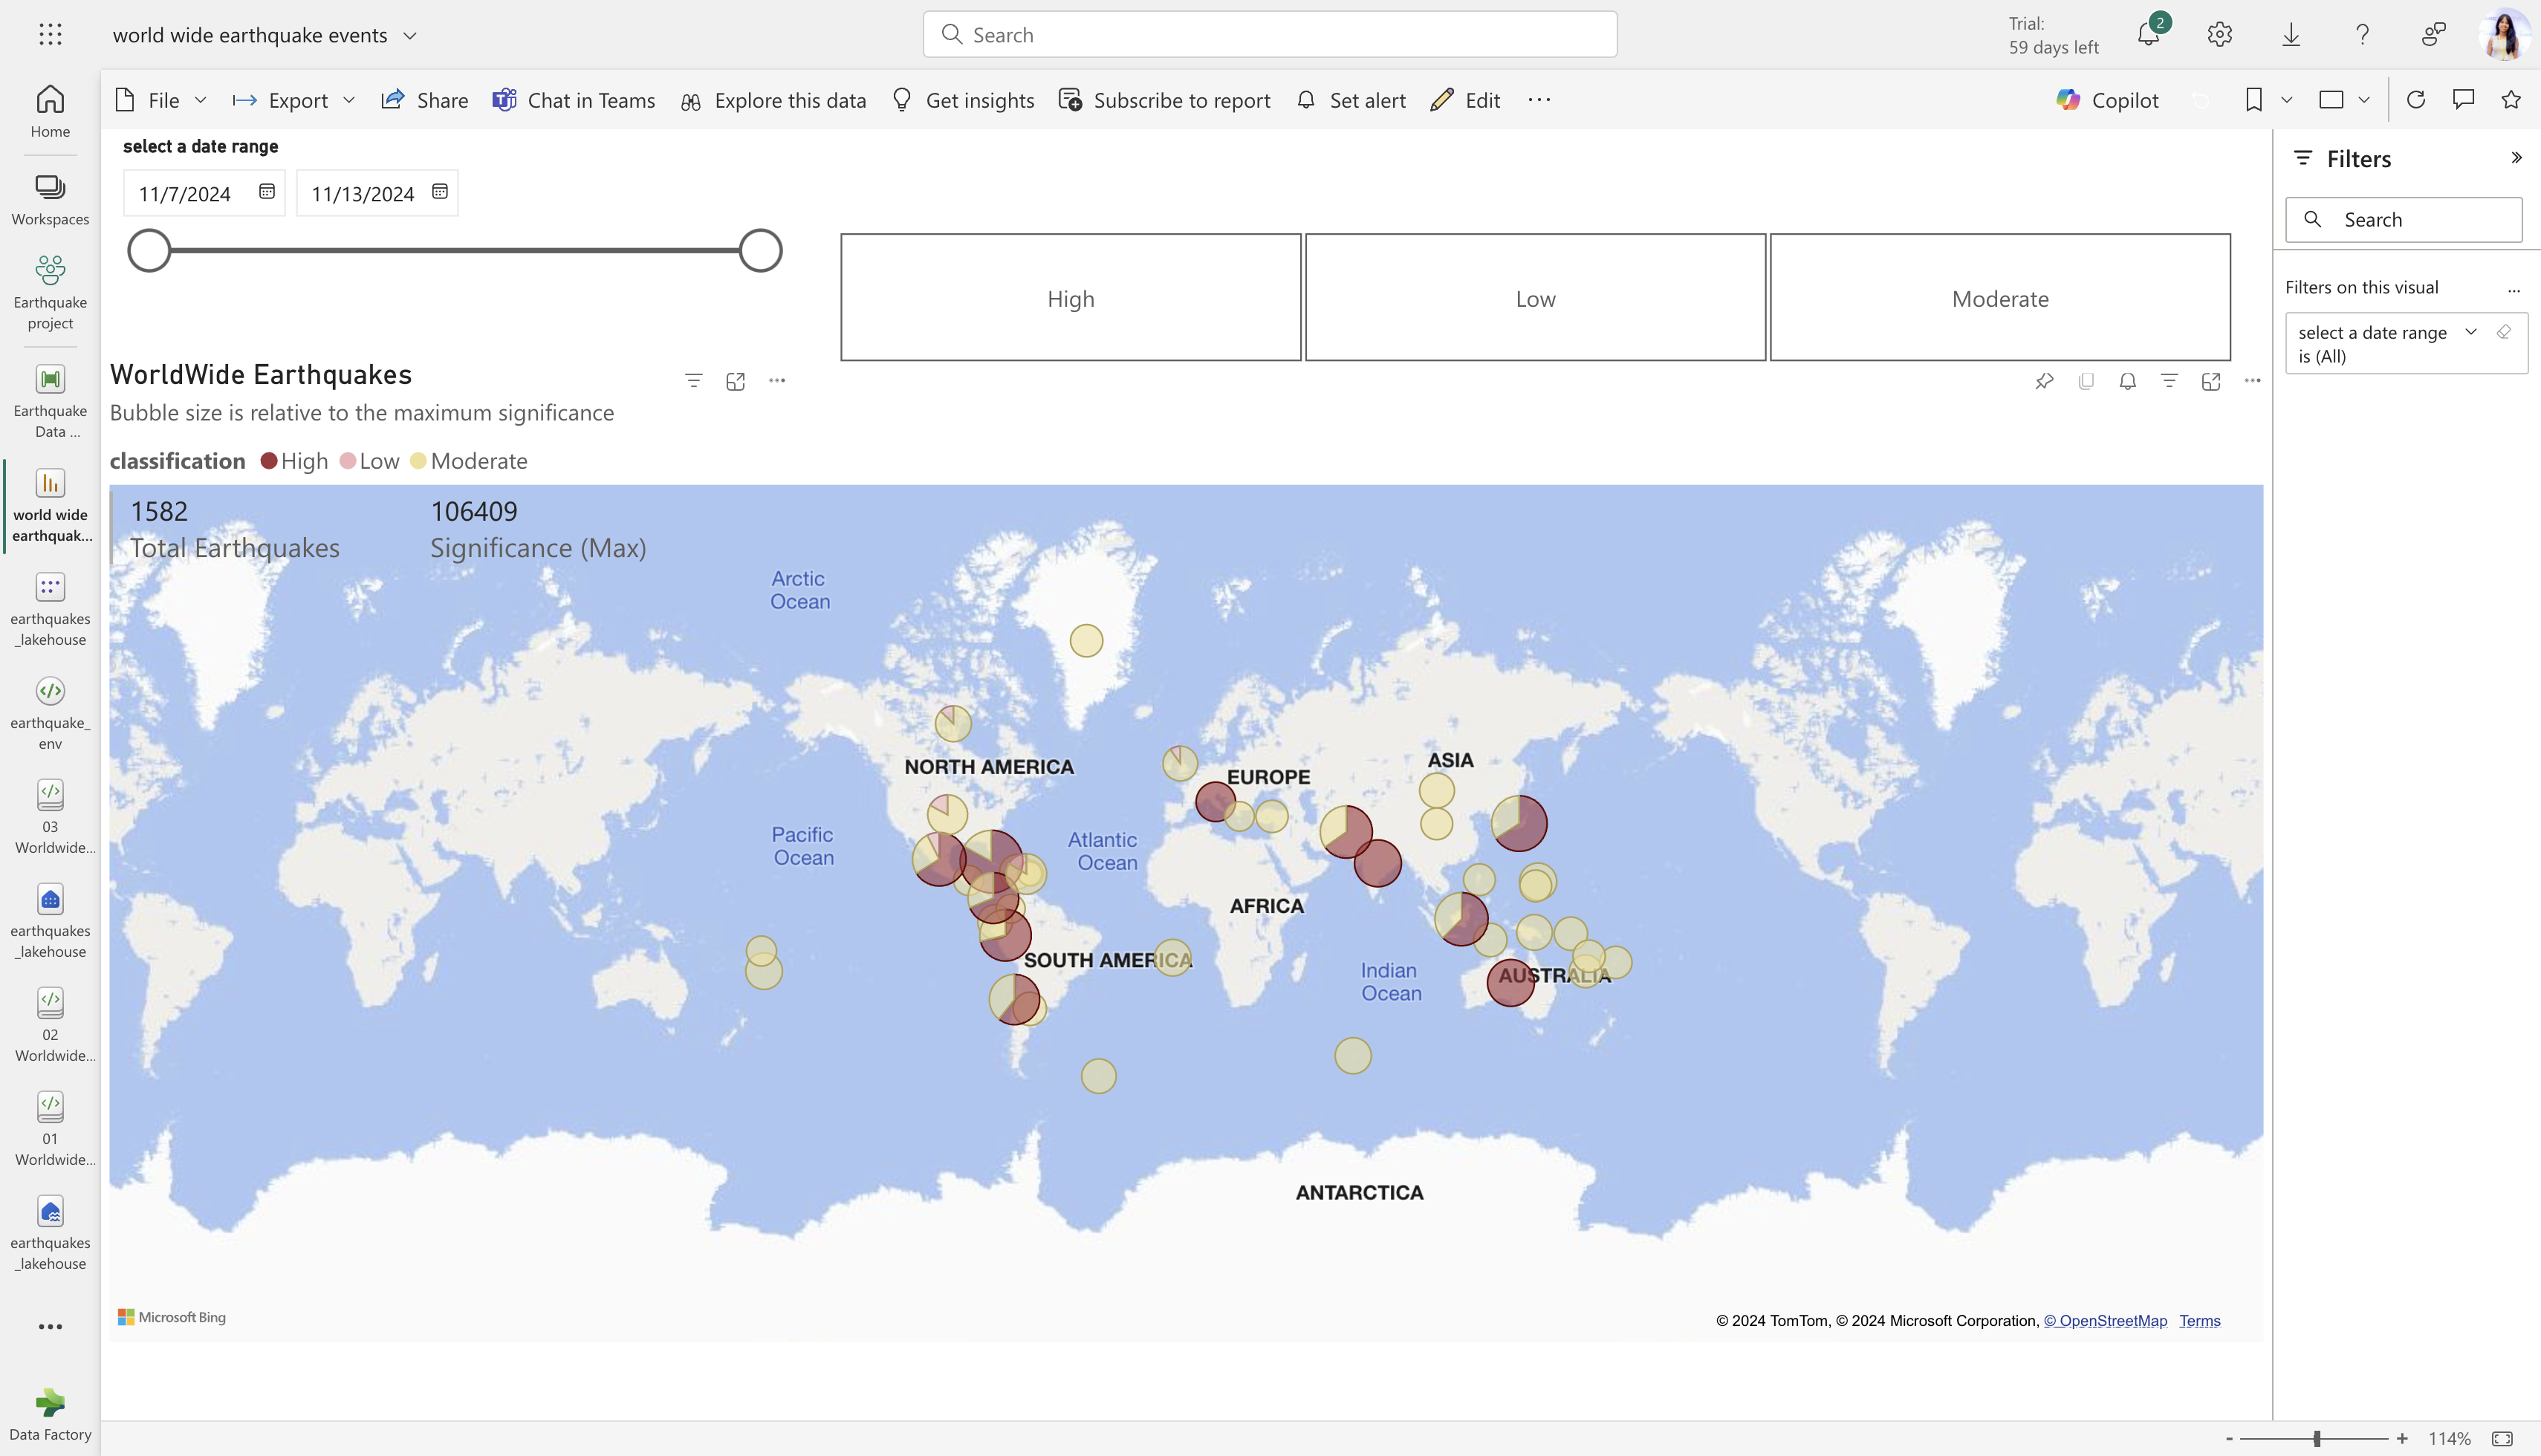 world wide earthquake events
Search
Trial:
59 days left
2
File
Export
Share
Chat in Teams
Explore this data
Get insights
Subscribe to report
Set alert
Edit
Copilot
Home
Workspaces
Earthquake
project
Earthquake
Data ...
world wide
earthquak...
earthquakes
_lakehouse
earthquake_
env
03
Worldwide...
earthquakes
_lakehouse
02
Worldwide...
01
Worldwide...
earthquakes
_lakehouse
Data Factory
select a date range
11/7/2024
11/13/2024
High
Low
Moderate
WorldWide Earthquakes
Bubble size is relative to the maximum significance
classification High Low Moderate
1582
Total Earthquakes
106409
Significance (Max)
Arctic
Ocean
NORTH AMERICA
EUROPE
ASIA
Pacific
Ocean
Atlantic
Ocean
AFRICA
SOUTH AMERICA
Indian
Ocean
AUSTRALIA
ANTARCTICA
Microsoft Bing
© 2024 TomTom, © 2024 Microsoft Corporation, © OpenStreetMap Terms
Filters
Search
Filters on this visual
...
select a date range
is (All)
- + 114%